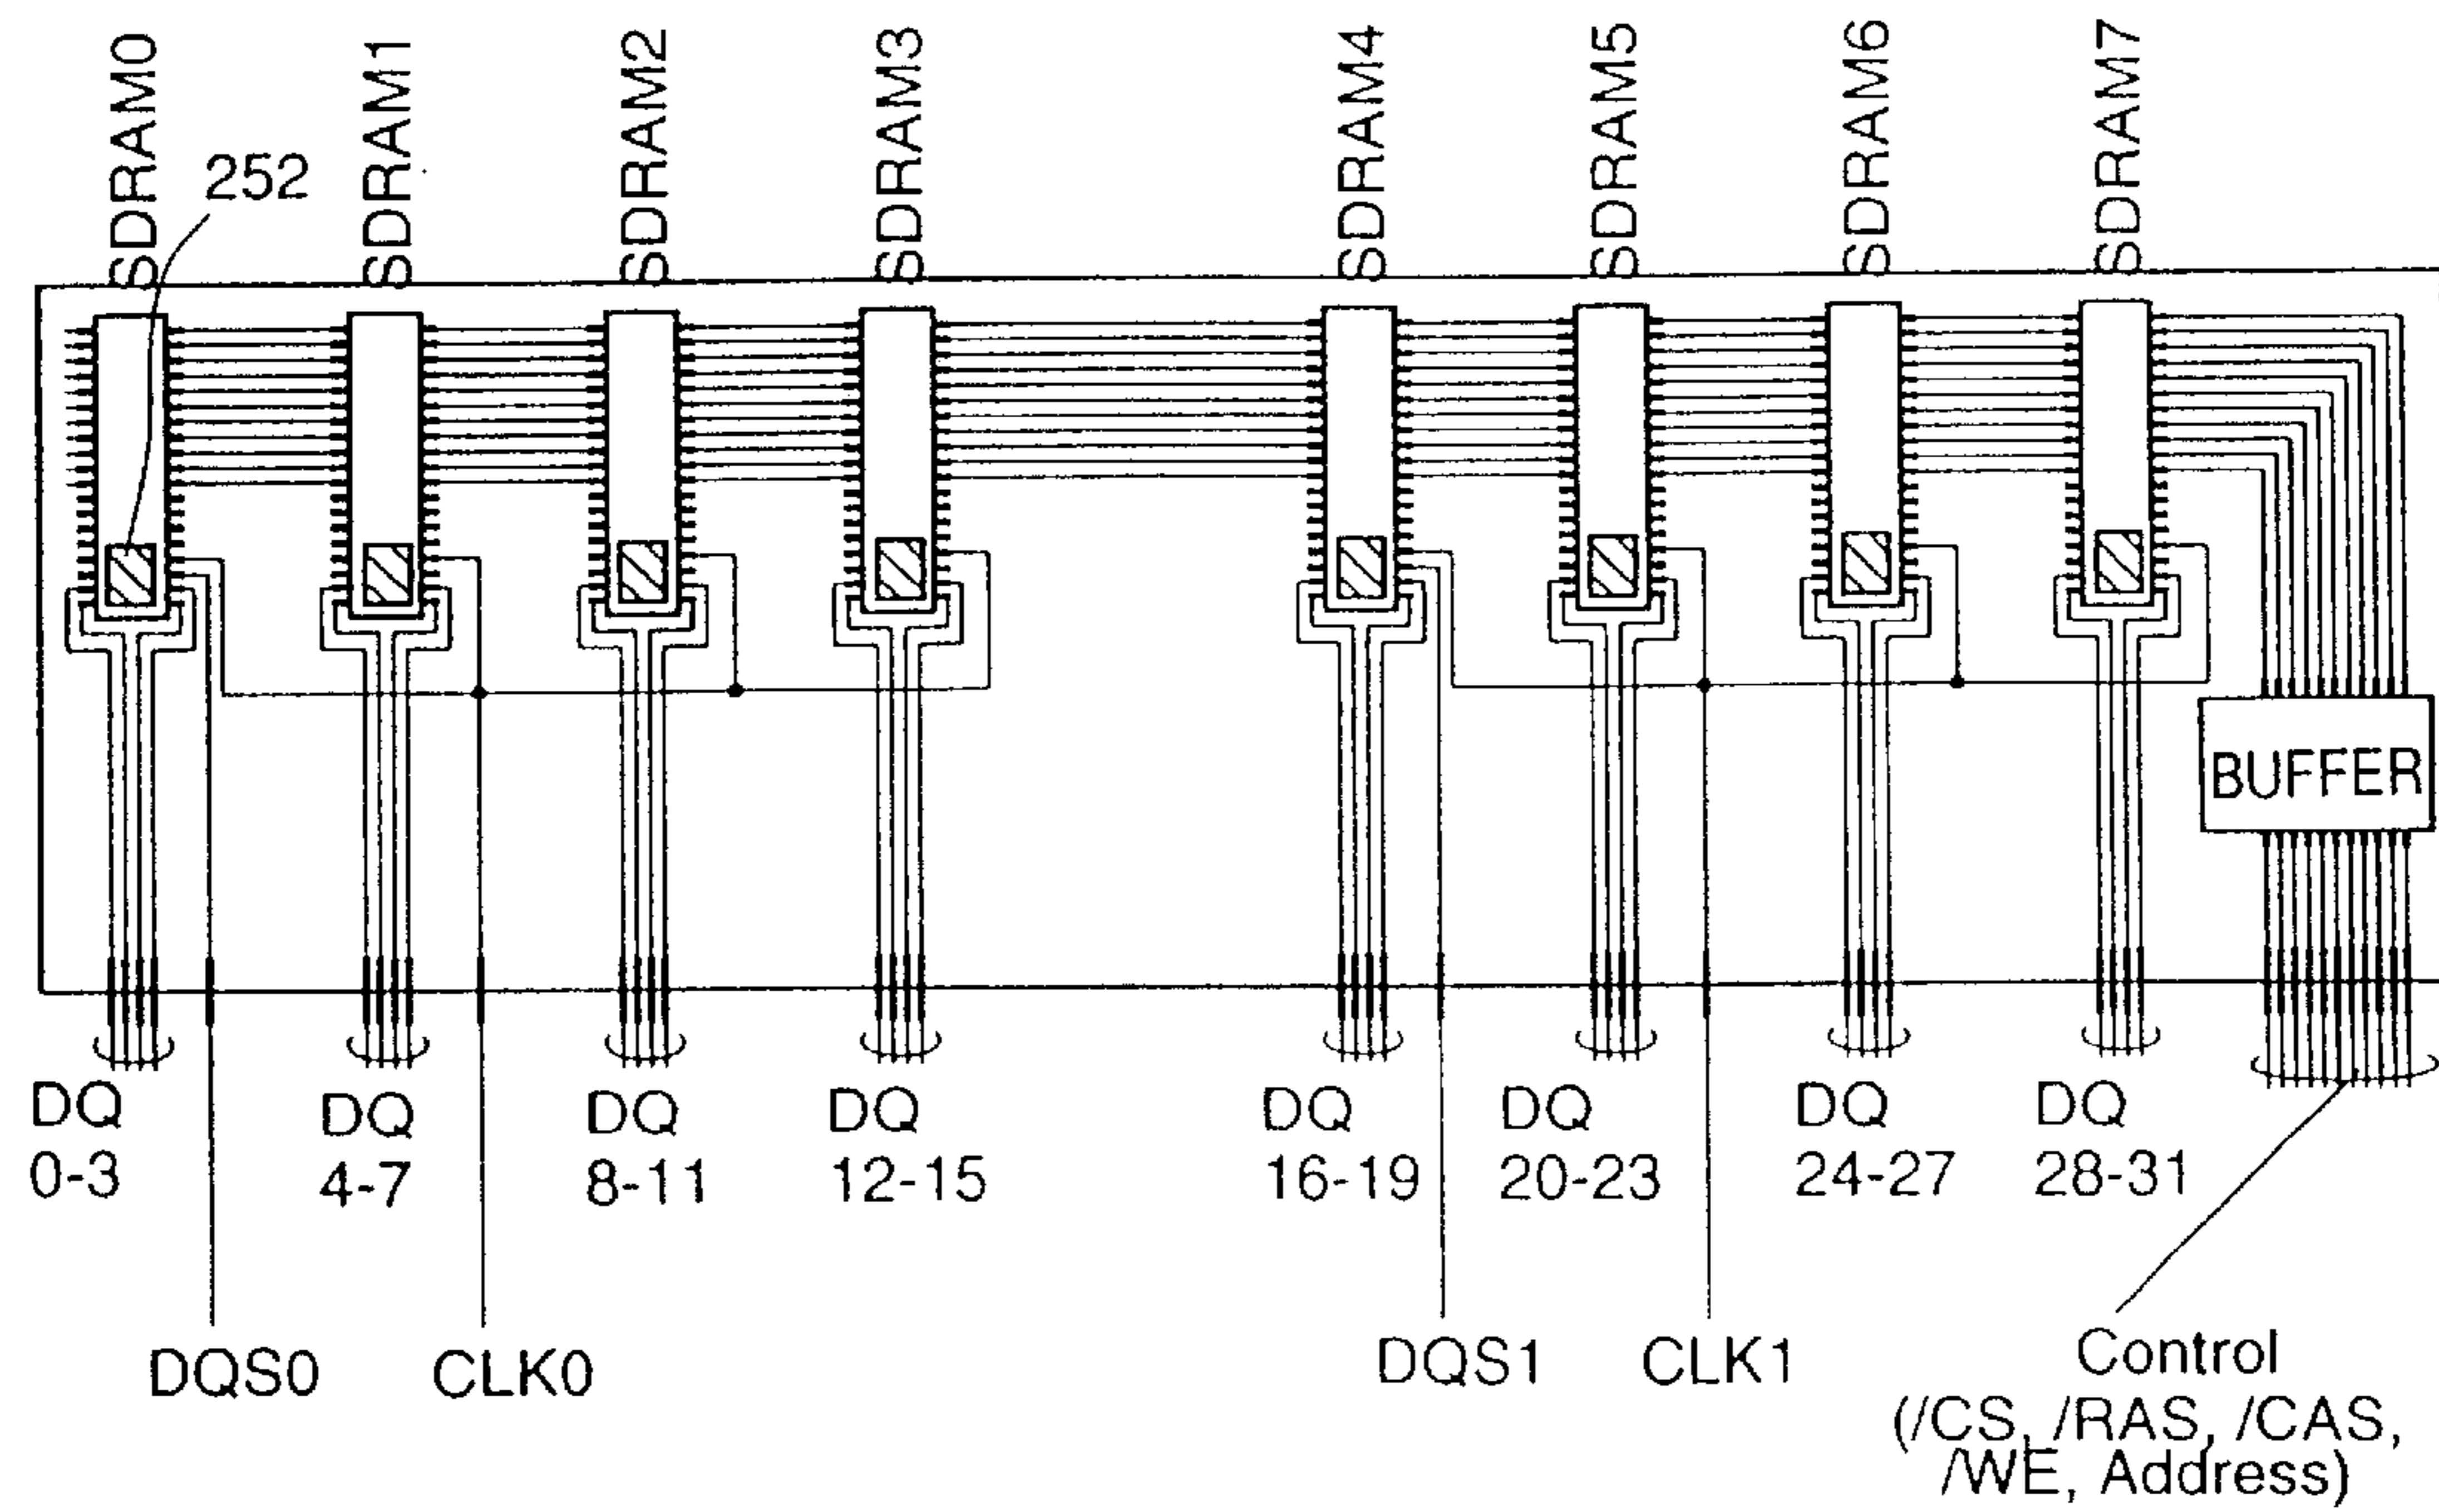 SDRAM0
SDRAM1
SDRAM2
SDRAM3
SDRAM4
SDRAM5
SDRAM6
SDRAM7
252
BUFFER
DQ
0-3
DQ
4-7
DQ
8-11
DQ
12-15
DQ
16-19
DQ
20-23
DQ
24-27
DQ
28-31
DQS0
CLK0
DQS1
CLK1
Control
(/CS, /RAS, /CAS,
/WE, Address)